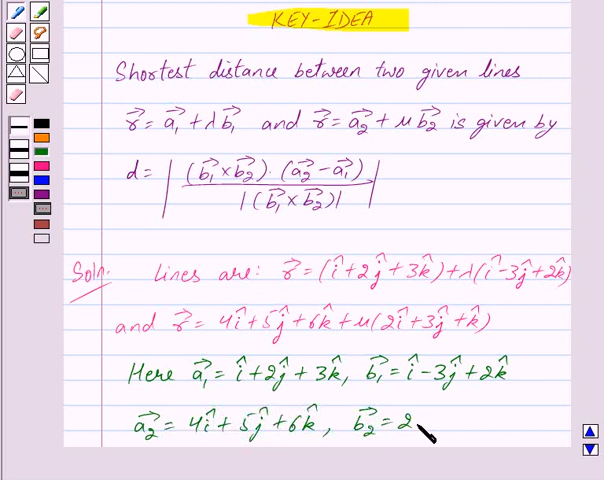 KEY-IDEA
Shortest distance between two given lines
r⃗ = a⃗₁ + λb⃗₁ and r⃗ = a⃗₂ + μb⃗₂ is given by
d = | (b⃗₁ × b⃗₂) · (a⃗₂ − a⃗₁) / |(b⃗₁ × b⃗₂)| |
Soln: Lines are: r⃗ = (î + 2ĵ + 3k̂) + λ(î − 3ĵ + 2k̂)
and r⃗ = 4î + 5ĵ + 6k̂ + μ(2î + 3ĵ + k̂)
Here a⃗₁ = î + 2ĵ + 3k̂, b⃗₁ = î − 3ĵ + 2k̂
a⃗₂ = 4î + 5ĵ + 6k̂, b⃗₂ = 2